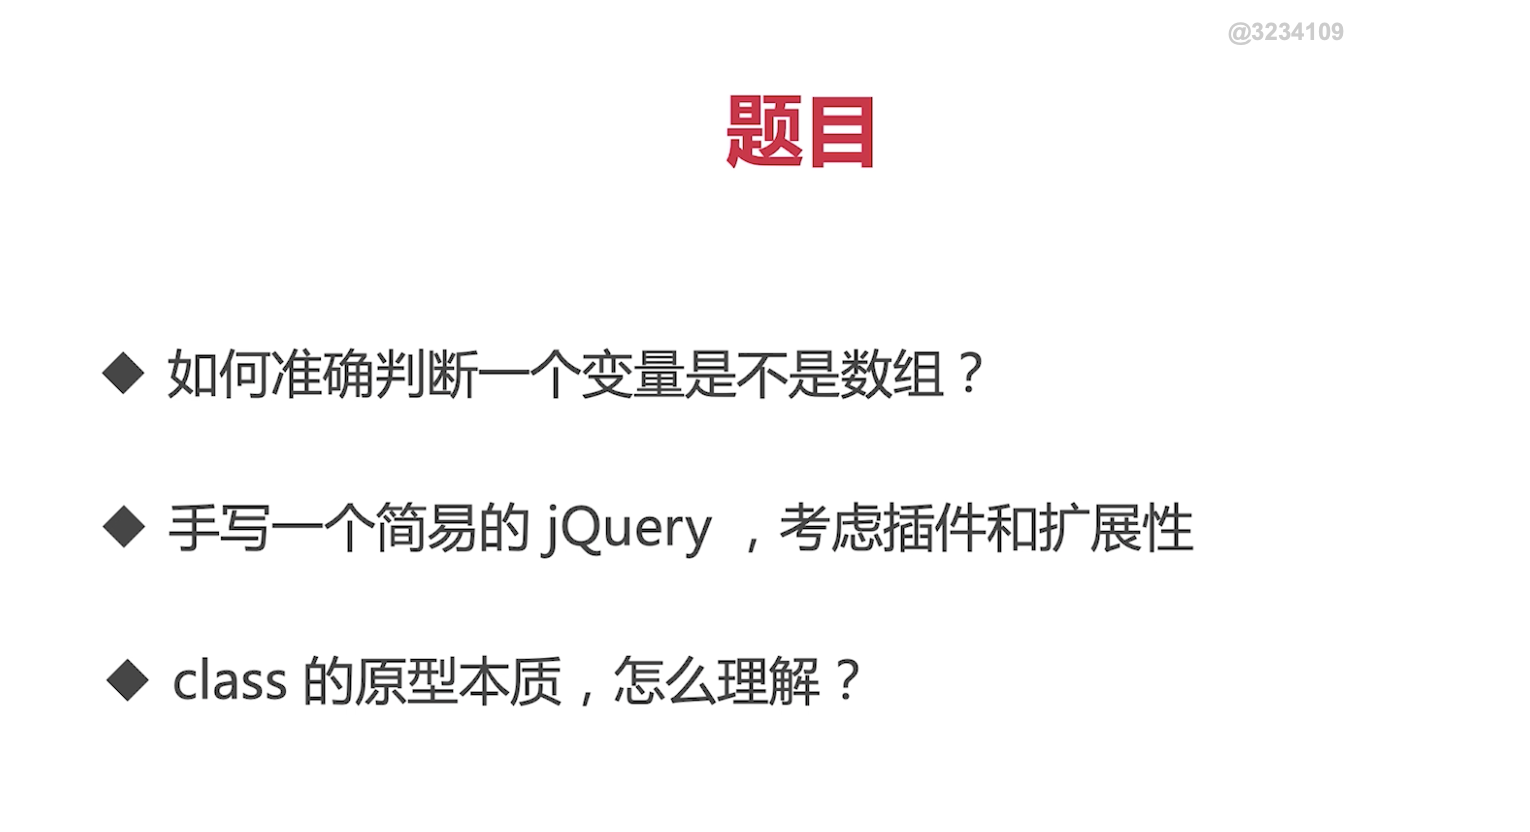 @3234109
题目
◆ 如何准确判断一个变量是不是数组？
◆ 手写一个简易的 jQuery ，考虑插件和扩展性
◆ class 的原型本质，怎么理解？